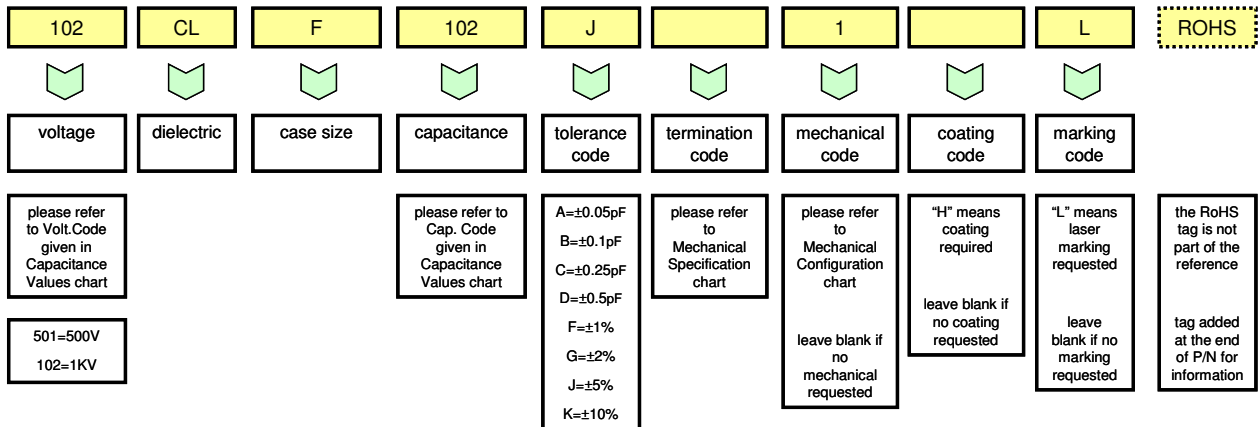 102 CL F 102 J 1 L ROHS
voltage
dielectric
case size
capacitance
tolerance
code
termination
code
mechanical
code
coating
code
marking
code
please refer
to Volt.Code
given in
Capacitance
Values chart
501=500V
102=1KV
please refer to
Cap. Code
given in
Capacitance
Values chart
A=±0.05pF
B=±0.1pF
C=±0.25pF
D=±0.5pF
F=±1%
G=±2%
J=±5%
K=±10%
please refer
to
Mechanical
Specification
chart
please refer
to
Mechanical
Configuration
chart
leave blank if
no
mechanical
requested
“H” means
coating
required
leave blank if
no coating
requested
“L” means
laser
marking
requested
leave
blank if no
marking
requested
the RoHS
tag is not
part of the
reference
tag added
at the end
of P/N for
information